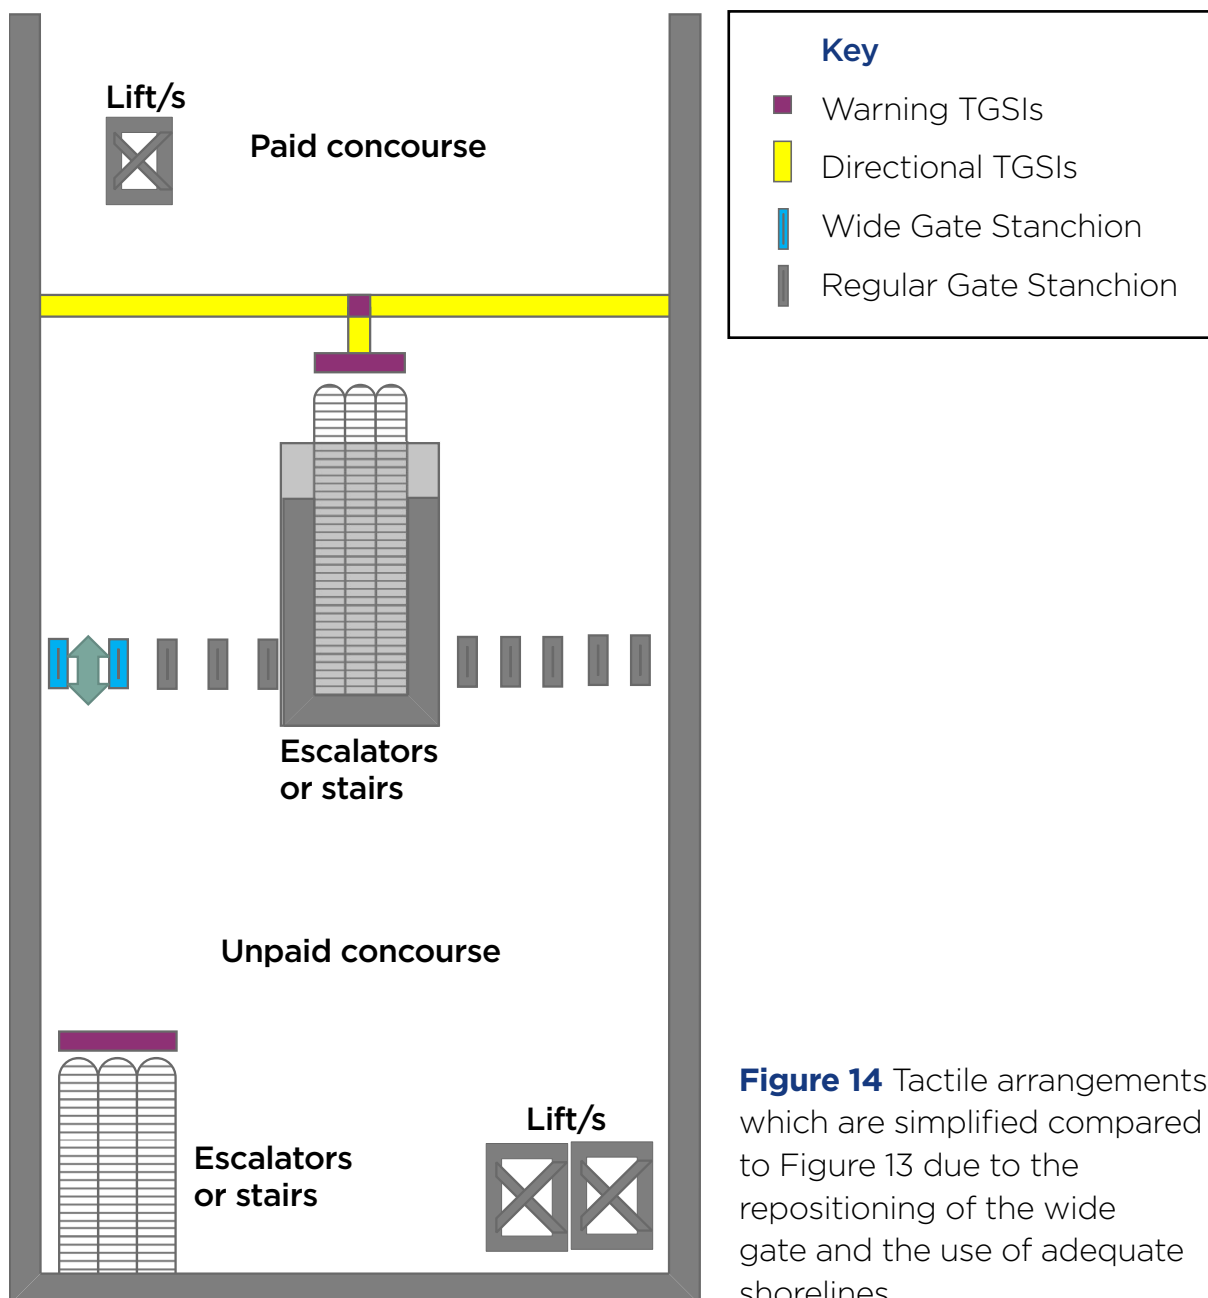 Lift/s
Paid concourse
Key
Warning TGSIs
Directional TGSIs
Wide Gate Stanchion
Regular Gate Stanchion
Escalators
or stairs
Unpaid concourse
Escalators
or stairs
Lift/s
Figure 14 Tactile arrangements
which are simplified compared
to Figure 13 due to the
repositioning of the wide
gate and the use of adequate
shorelines